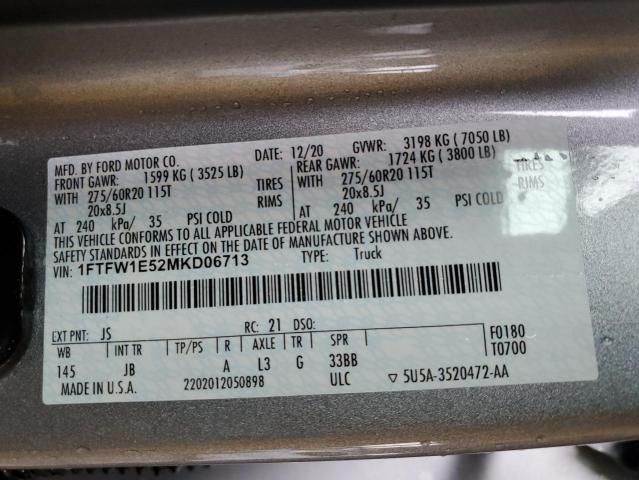 MFD. BY FORD MOTOR CO. DATE: 12/20 GVWR: 3198 KG ( 7050 LB)
FRONT GAWR: 1599 KG ( 3525 LB) REAR GAWR: 1724 KG ( 3800 LB)
WITH 275/60R20 115T TIRES WITH 275/60R20 115T TIRES
20x8.5J RIMS 20x8.5J RIMS
AT 240 kPa/ 35 PSI COLD AT 240 kPa/ 35 PSI COLD
THIS VEHICLE CONFORMS TO ALL APPLICABLE FEDERAL MOTOR VEHICLE
SAFETY STANDARDS IN EFFECT ON THE DATE OF MANUFACTURE SHOWN ABOVE.
VIN: 1FTFW1E52MKD06713 TYPE: Truck
EXT PNT: JS RC: 21 DSO:
WB INT TR TP/PS R AXLE TR SPR F0180
145 JB A L3 G 33BB T0700
MADE IN U.S.A. 2202012050898 ULC 5U5A-3520472-AA